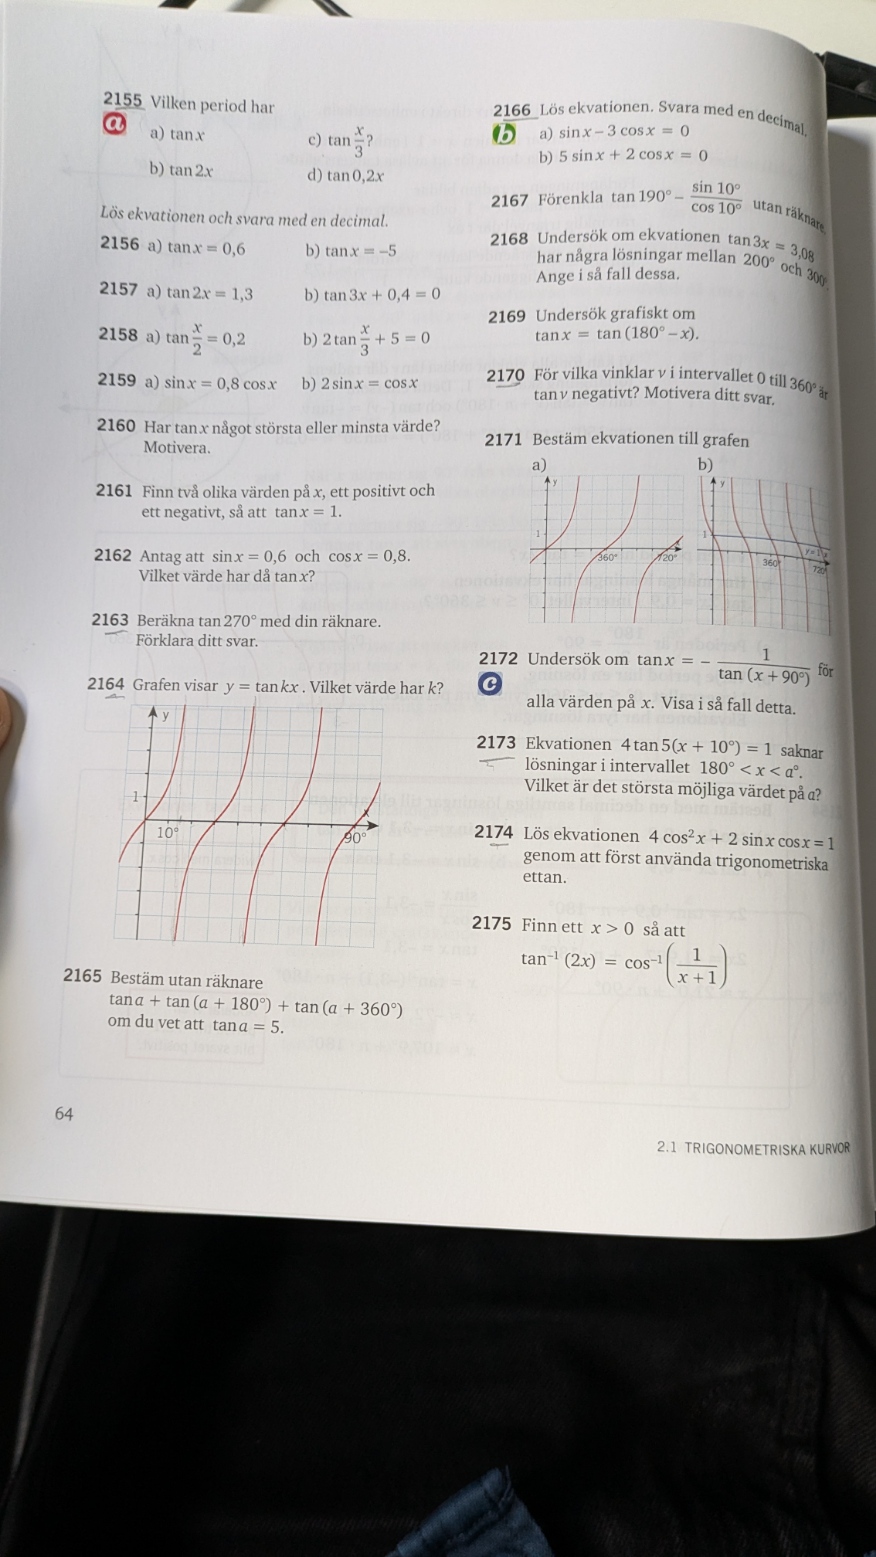 2155 Vilken period har
a
a) tan x
c) tan x/3?
b) tan 2x
d) tan 0,2x
Lös ekvationen och svara med en decimal.
2156 a) tan x = 0,6 b) tan x = –5
2157 a) tan 2x = 1,3 b) tan 3x + 0,4 = 0
2158 a) tan x/2 = 0,2 b) 2 tan x/3 + 5 = 0
2159 a) sin x = 0,8 cos x b) 2 sin x = cos x
2160 Har tan x något största eller minsta värde?
Motivera.
2161 Finn två olika värden på x, ett positivt och
ett negativt, så att tan x = 1.
2162 Antag att sin x = 0,6 och cos x = 0,8.
Vilket värde har då tan x?
2163 Beräkna tan 270° med din räknare.
Förklara ditt svar.
2164 Grafen visar y = tan kx. Vilket värde har k?
y
1
x
10°
90°
2165 Bestäm utan räknare
tan a + tan (a + 180°) + tan (a + 360°)
om du vet att tan a = 5.
64
2166 Lös ekvationen. Svara med en decimal.
b
a) sin x – 3 cos x = 0
b) 5 sin x + 2 cos x = 0
2167 Förenkla tan 190° – sin 10°/cos 10° utan räknare.
2168 Undersök om ekvationen tan 3x = 3,08
har några lösningar mellan 200° och 300°.
Ange i så fall dessa.
2169 Undersök grafiskt om
tan x = tan (180° – x).
2170 För vilka vinklar v i intervallet 0 till 360° är
tan v negativt? Motivera ditt svar.
2171 Bestäm ekvationen till grafen
a) b)
y
1
x
360°
720°
y
1
y = 1
x
360°
720°
2172 Undersök om tan x = – 1/tan (x + 90°) för
c
alla värden på x. Visa i så fall detta.
2173 Ekvationen 4 tan 5(x + 10°) = 1 saknar
lösningar i intervallet 180° < x < a°.
Vilket är det största möjliga värdet på a?
2174 Lös ekvationen 4 cos² x + 2 sin x cos x = 1
genom att först använda trigonometriska
ettan.
2175 Finn ett x > 0 så att
tan⁻¹ (2x) = cos⁻¹ (1/(x + 1))
2.1 TRIGONOMETRISKA KURVOR